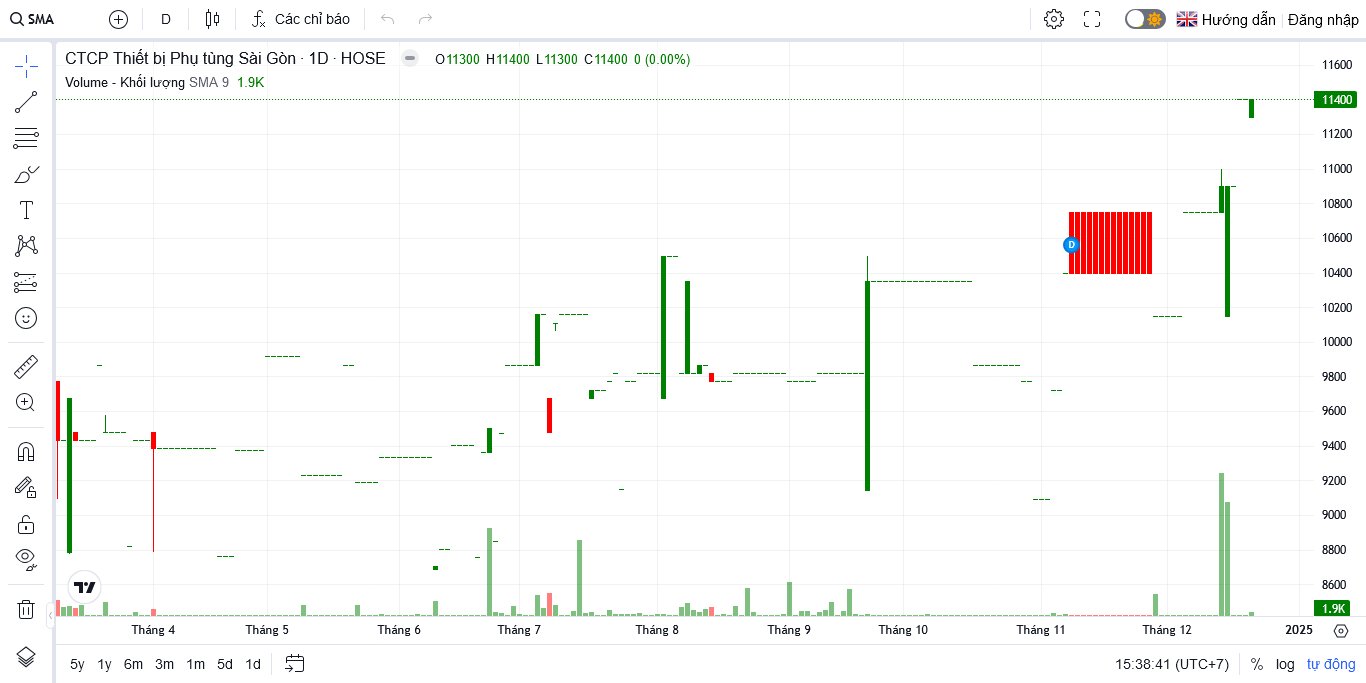 SMA D Các chỉ báo Hướng dẫn Đăng nhập
CTCP Thiết bị Phụ tùng Sài Gòn · 1D · HOSE O11300 H11400 L11300 C11400 0 (0.00%)
Volume - Khối lượng SMA 9 1.9K
11600
11400
11200
11000
10800
10600
D
10400
10200
10000
9800
9600
9400
9200
9000
8800
8600
1.9K
Tháng 4 Tháng 5 Tháng 6 Tháng 7 Tháng 8 Tháng 9 Tháng 10 Tháng 11 Tháng 12 2025
5y 1y 6m 3m 1m 5d 1d 15:38:41 (UTC+7) % log tự động